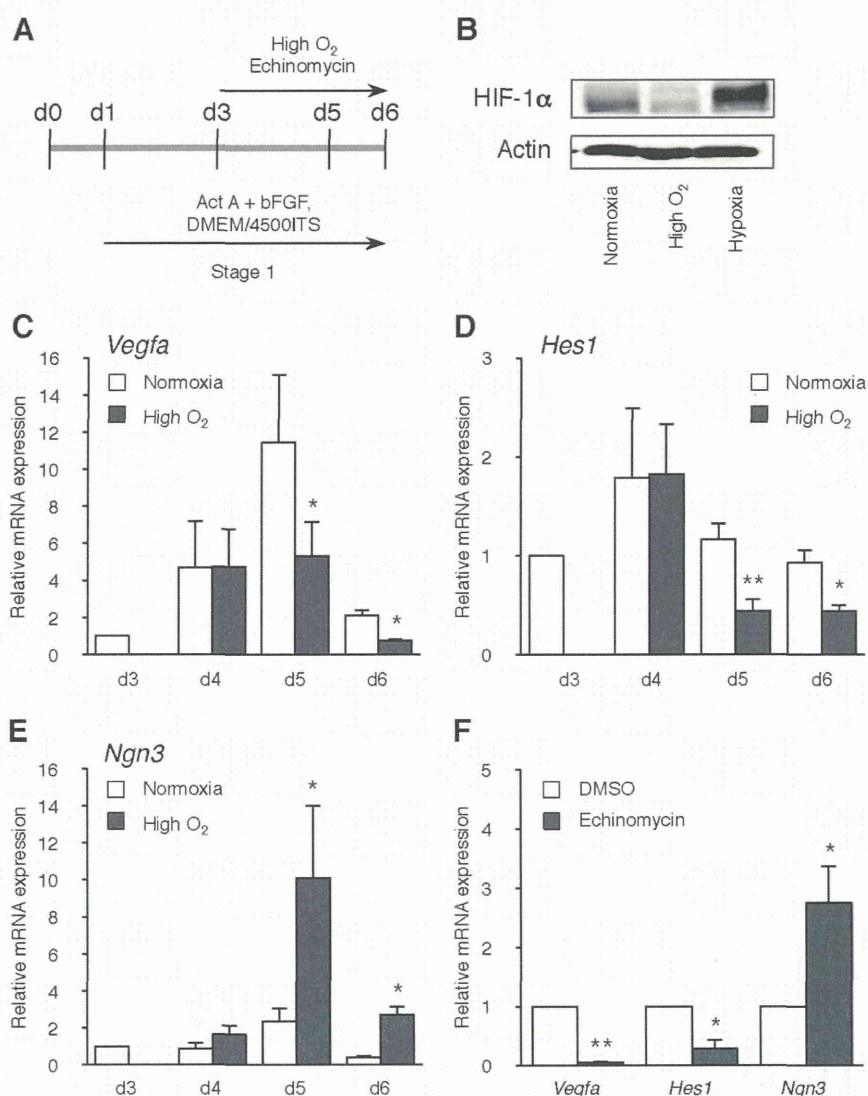 A
High O2
Echinomycin
d0 d1 d3 d5 d6
Act A + bFGF,
DMEM/4500ITS
Stage 1
B
HIF-1α
Actin
Normoxia
High O2
Hypoxia
C
Vegfa
Normoxia
High O2
Relative mRNA expression
16
14
12
10
8
6
4
2
0
*
*
d3 d4 d5 d6
D
Hes1
Normoxia
High O2
Relative mRNA expression
3
2
1
0
**
*
d3 d4 d5 d6
E
Ngn3
Normoxia
High O2
Relative mRNA expression
16
14
12
10
8
6
4
2
0
*
*
d3 d4 d5 d6
F
DMSO
Echinomycin
Relative mRNA expression
5
4
3
2
1
0
**
*
*
Vegfa Hes1 Ngn3